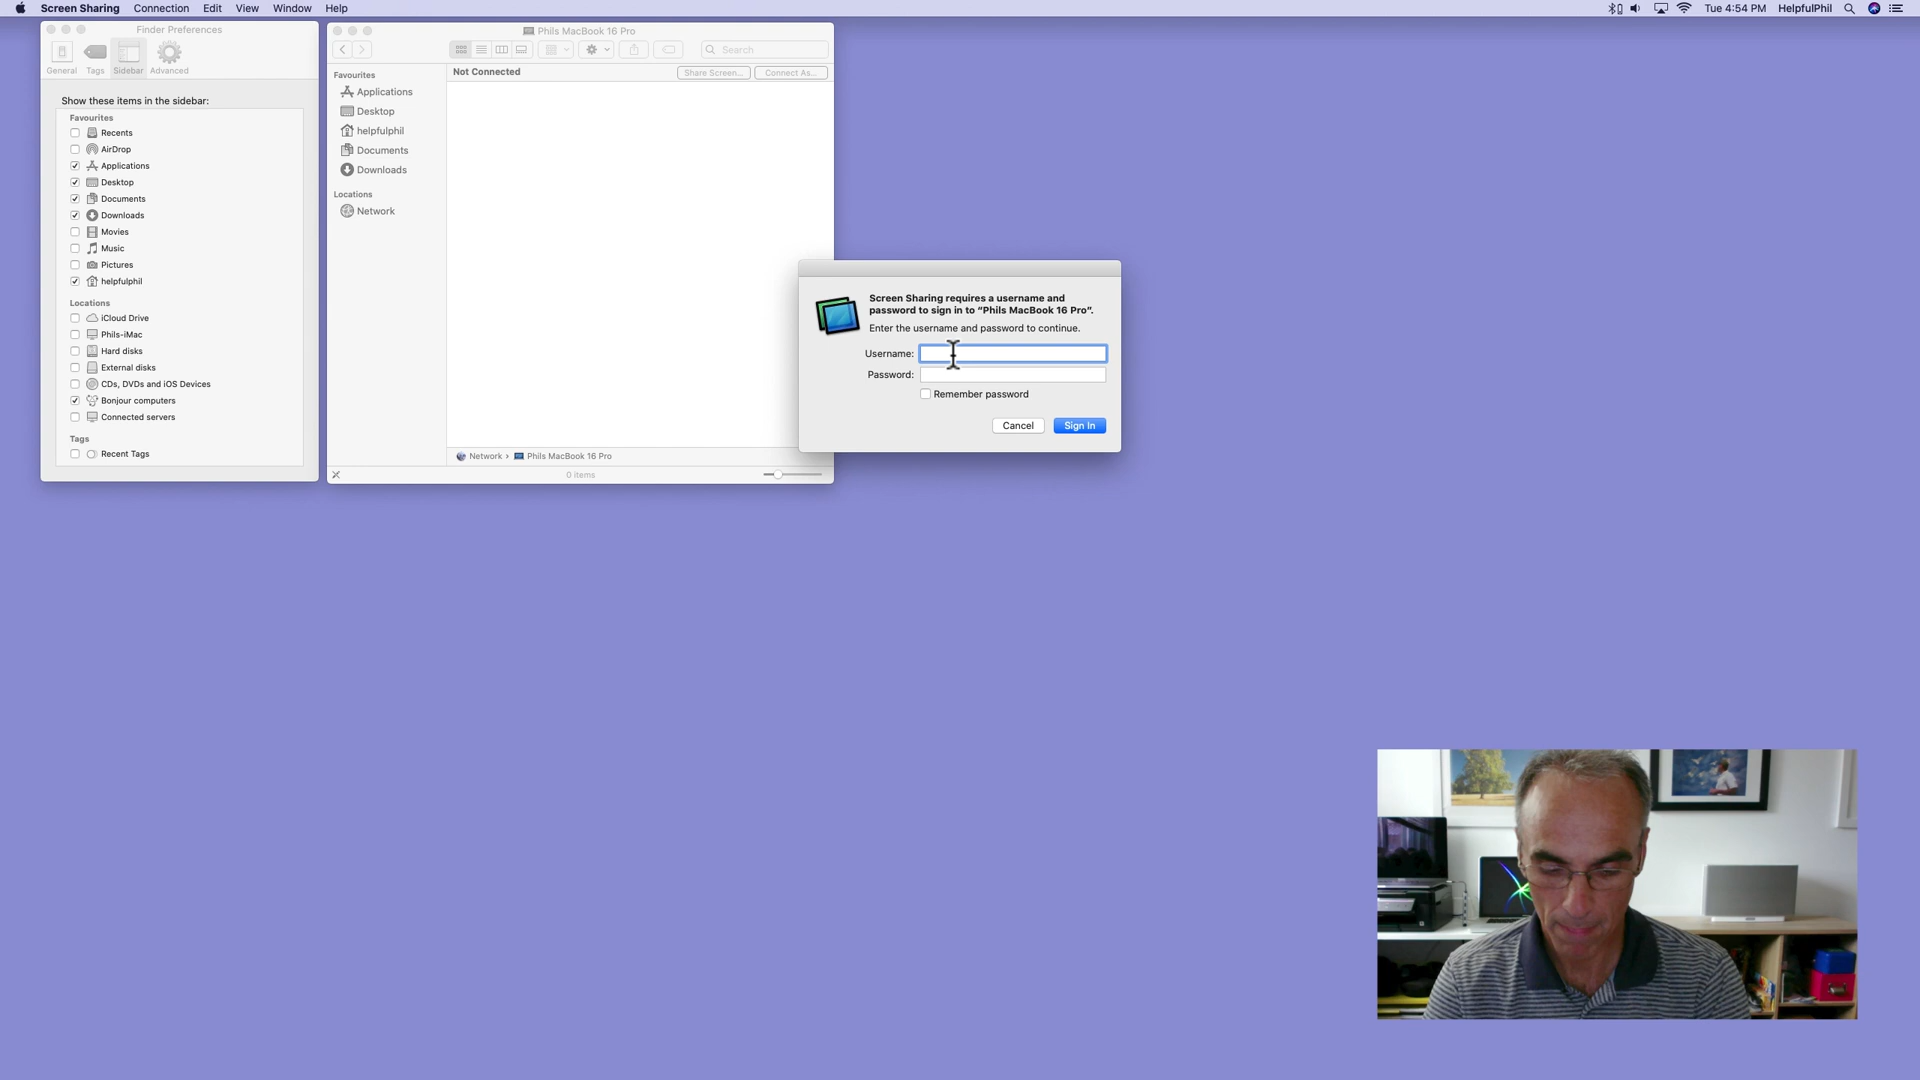 Screen Sharing Connection Edit View Window Help
Tue 4:54 PM HelpfulPhil
Finder Preferences
General Tags Sidebar Advanced
Show these items in the sidebar:
Favourites
Recents
AirDrop
Applications
Desktop
Documents
Downloads
Movies
Music
Pictures
helpfulphil
Locations
iCloud Drive
Phils-iMac
Hard disks
External disks
CDs, DVDs and iOS Devices
Bonjour computers
Connected servers
Tags
Recent Tags
Phils MacBook 16 Pro
Search
Favourites
Applications
Desktop
helpfulphil
Documents
Downloads
Locations
Network
Not Connected
Share Screen... Connect As...
Network › Phils MacBook 16 Pro
0 items
Screen Sharing requires a username and
password to sign in to “Phils MacBook 16 Pro”.
Enter the username and password to continue.
Username:
Password:
Remember password
Cancel Sign In